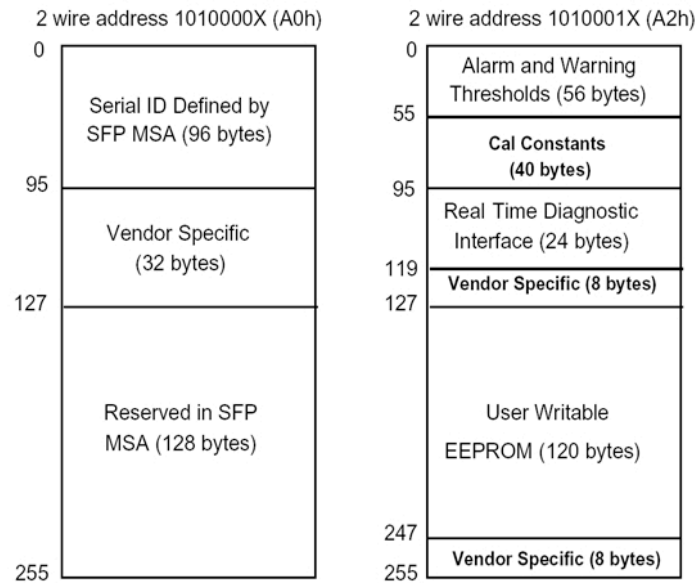 2 wire address 1010000X (A0h)
0
Serial ID Defined by
SFP MSA (96 bytes)
95
Vendor Specific
(32 bytes)
127
Reserved in SFP
MSA (128 bytes)
255
2 wire address 1010001X (A2h)
0
Alarm and Warning
Thresholds (56 bytes)
55
Cal Constants
(40 bytes)
95
Real Time Diagnostic
Interface (24 bytes)
119
Vendor Specific (8 bytes)
127
User Writable
EEPROM (120 bytes)
247
Vendor Specific (8 bytes)
255